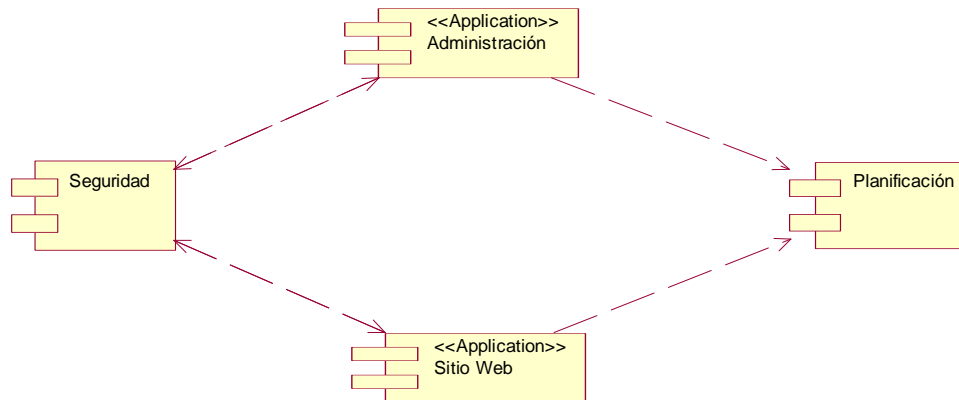 <<Application>>
Administración
Seguridad
Planificación
<<Application>>
Sitio Web